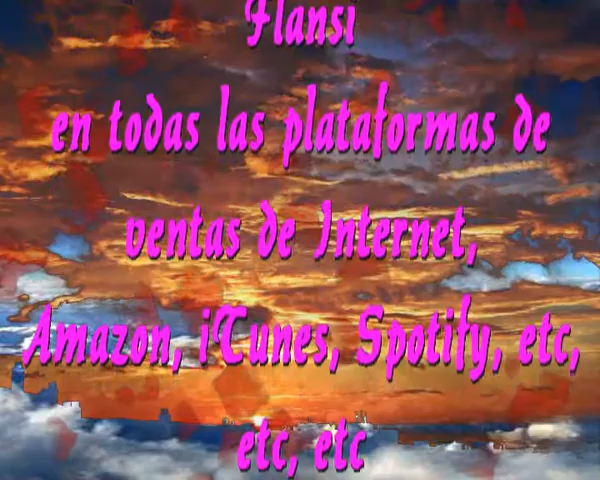 Flansi
en todas las plataformas de
ventas de Internet,
Amazon, iTunes, Spotify, etc,
etc, etc